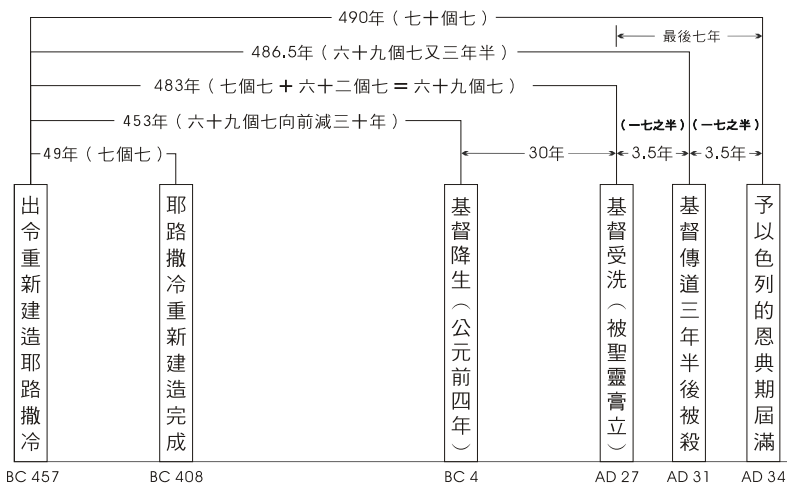 490年（七十個七）
最後七年
486.5年（六十九個七又三年半）
483年（七個七＋六十二個七＝六十九個七）
453年（六十九個七向前減三十年）
（一七之半）
（一七之半）
49年（七個七）
30年
3.5年
3.5年
出令重新建造耶路撒冷
耶路撒冷重新建造完成
基督降生（公元前四年）
基督受洗（被聖靈膏立）
基督傳道三年半後被殺
予以色列的恩典期屆滿
BC 457
BC 408
BC 4
AD 27
AD 31
AD 34